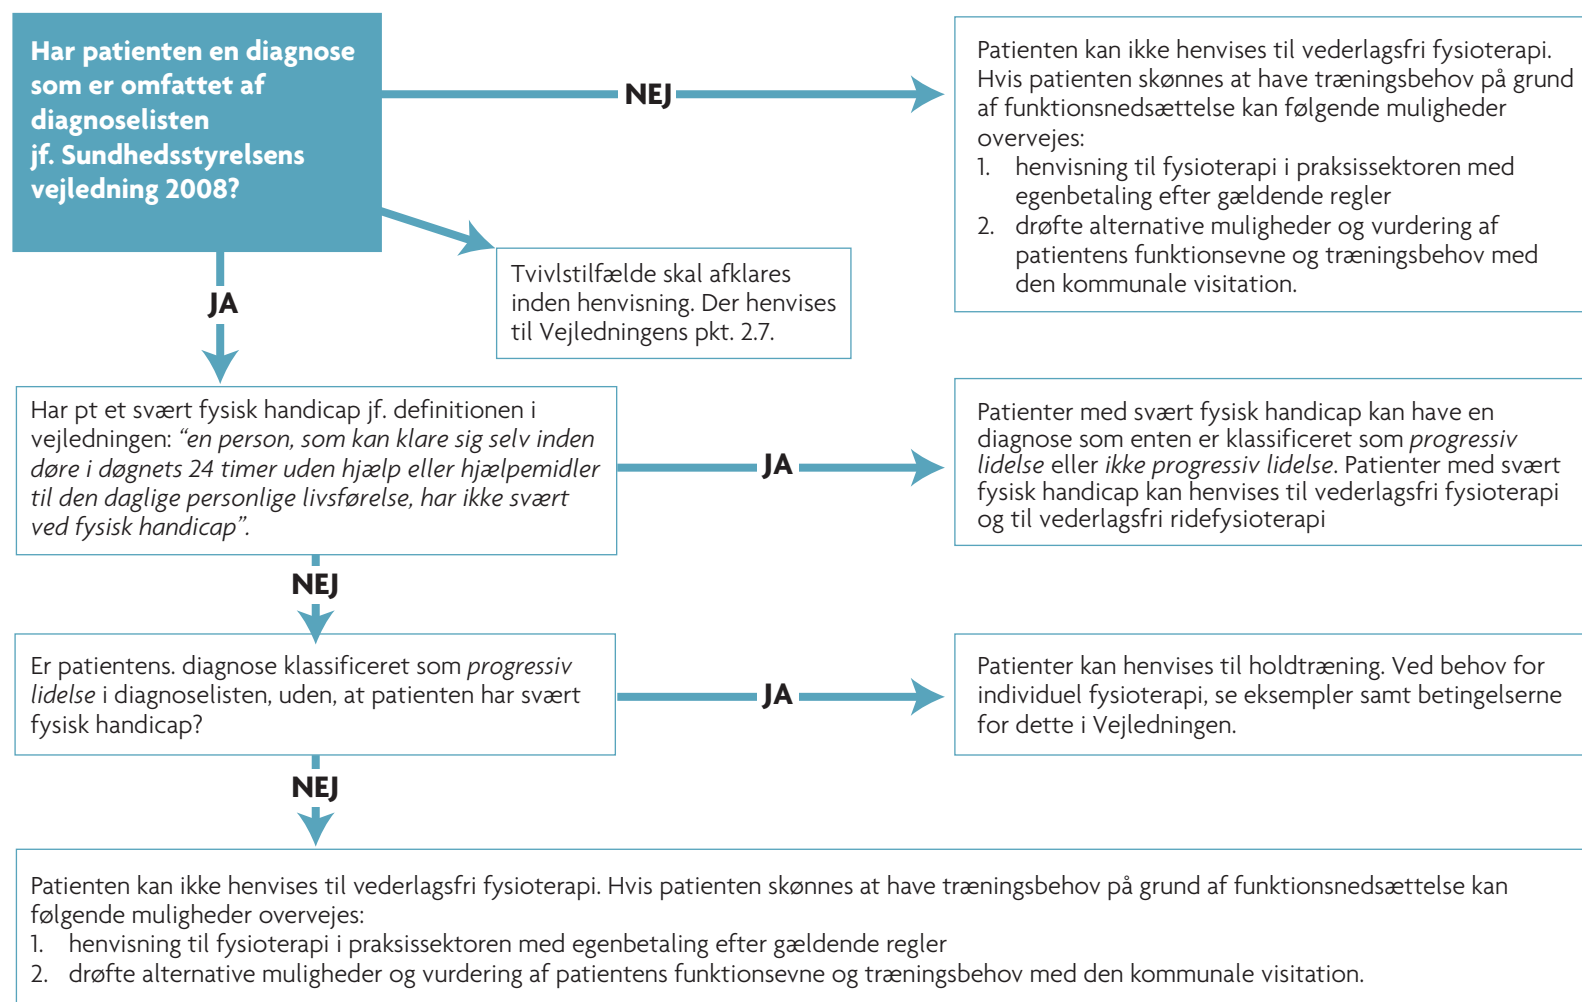 Har patienten en diagnose
som er omfattet af
diagnoselisten
jf. Sundhedsstyrelsens
vejledning 2008?
NEJ
Patienten kan ikke henvises til vederlagsfri fysioterapi.
Hvis patienten skønnes at have træningsbehov på grund
af funktionsnedsættelse kan følgende muligheder
overvejes:
1. henvisning til fysioterapi i praksissektoren med
egenbetaling efter gældende regler
2. drøfte alternative muligheder og vurdering af
patientens funktionsevne og træningsbehov med
den kommunale visitation.
Tvivlstilfælde skal afklares
inden henvisning. Der henvises
til Vejledningens pkt. 2.7.
JA
Har pt et svært fysisk handicap jf. definitionen i
vejledningen: “en person, som kan klare sig selv inden
døre i døgnets 24 timer uden hjælp eller hjælpemidler
til den daglige personlige livsførelse, har ikke svært
ved fysisk handicap”.
JA
Patienter med svært fysisk handicap kan have en
diagnose som enten er klassificeret som progressiv
lidelse eller ikke progressiv lidelse. Patienter med svært
fysisk handicap kan henvises til vederlagsfri fysioterapi
og til vederlagsfri ridefysioterapi
NEJ
Er patientens. diagnose klassificeret som progressiv
lidelse i diagnoselisten, uden, at patienten har svært
fysisk handicap?
JA
Patienter kan henvises til holdtræning. Ved behov for
individuel fysioterapi, se eksempler samt betingelserne
for dette i Vejledningen.
NEJ
Patienten kan ikke henvises til vederlagsfri fysioterapi. Hvis patienten skønnes at have træningsbehov på grund af funktionsnedsættelse kan
følgende muligheder overvejes:
1. henvisning til fysioterapi i praksissektoren med egenbetaling efter gældende regler
2. drøfte alternative muligheder og vurdering af patientens funktionsevne og træningsbehov med den kommunale visitation.